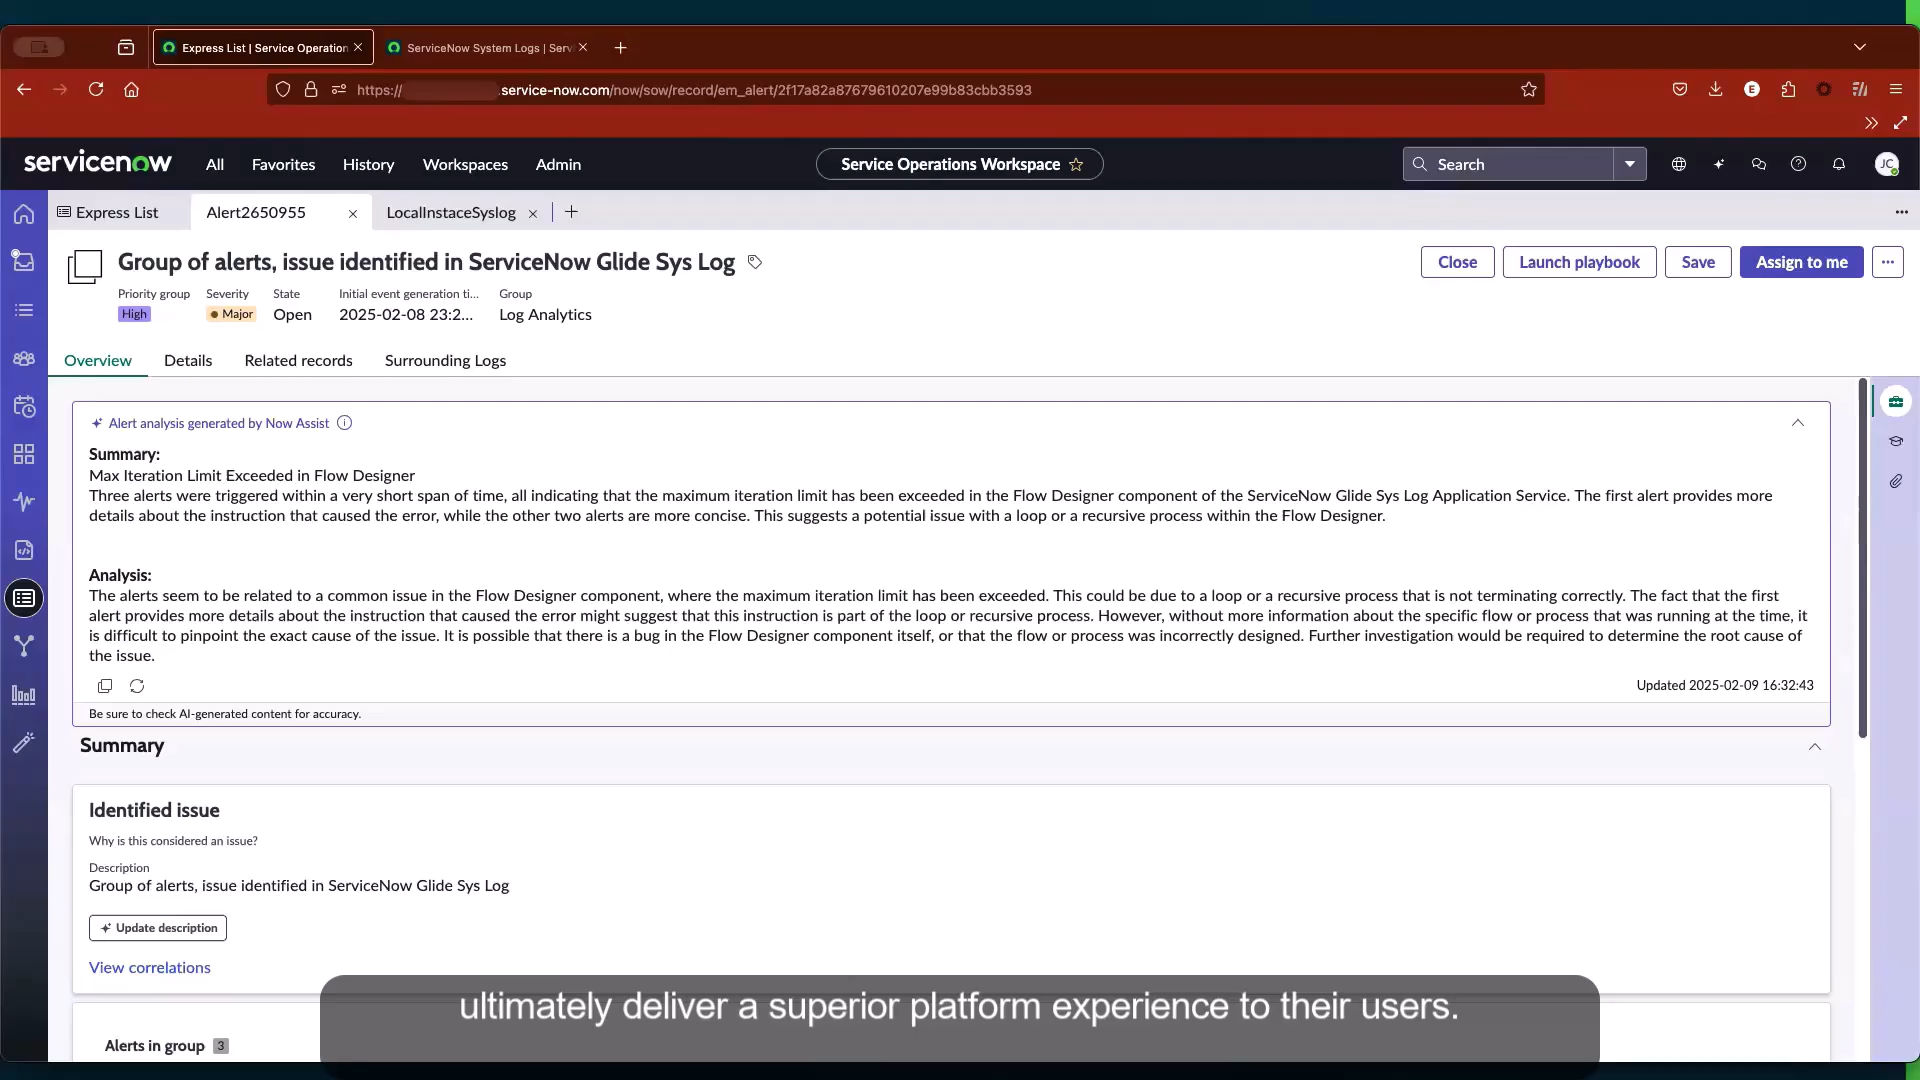 Express List | Service Operation
ServiceNow System Logs | Serv
https://
.service-now.com/now/sow/record/em_alert/2f17a82a87679610207e99b83cbb3593
servicenow
All
Favorites
History
Workspaces
Admin
Service Operations Workspace
Search
JC
Express List
Alert2650955
LocalInstaceSyslog
Group of alerts, issue identified in ServiceNow Glide Sys Log
Close
Launch playbook
Save
Assign to me
Priority group
Severity
State
Initial event generation ti...
Group
High
Major
Open
2025-02-08 23:2...
Log Analytics
Overview
Details
Related records
Surrounding Logs
Alert analysis generated by Now Assist
Summary:
Max Iteration Limit Exceeded in Flow Designer
Three alerts were triggered within a very short span of time, all indicating that the maximum iteration limit has been exceeded in the Flow Designer component of the ServiceNow Glide Sys Log Application Service. The first alert provides more
details about the instruction that caused the error, while the other two alerts are more concise. This suggests a potential issue with a loop or a recursive process within the Flow Designer.
Analysis:
The alerts seem to be related to a common issue in the Flow Designer component, where the maximum iteration limit has been exceeded. This could be due to a loop or a recursive process that is not terminating correctly. The fact that the first
alert provides more details about the instruction that caused the error might suggest that this instruction is part of the loop or recursive process. However, without more information about the specific flow or process that was running at the time, it
is difficult to pinpoint the exact cause of the issue. It is possible that there is a bug in the Flow Designer component itself, or that the flow or process was incorrectly designed. Further investigation would be required to determine the root cause of
the issue.
Updated 2025-02-09 16:32:43
Be sure to check AI-generated content for accuracy.
Summary
Identified issue
Why is this considered an issue?
Description
Group of alerts, issue identified in ServiceNow Glide Sys Log
Update description
View correlations
ultimately deliver a superior platform experience to their users.
Alerts in group 3